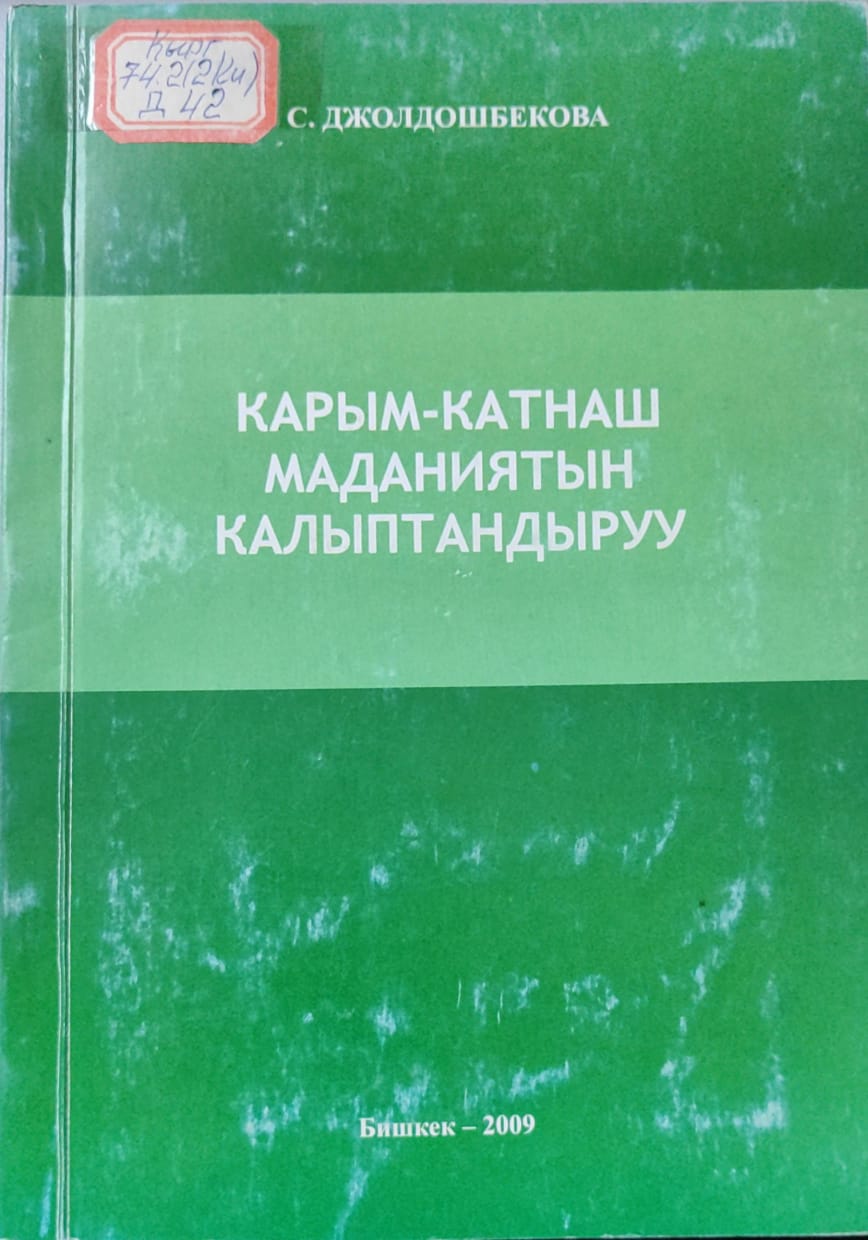 Кырг
74.2(2Ки)
Д 42
С. ДЖОЛДОШБЕКОВА
КАРЫМ-КАТНАШ
МАДАНИЯТЫН
КАЛЫПТАНДЫРУУ
Бишкек – 2009